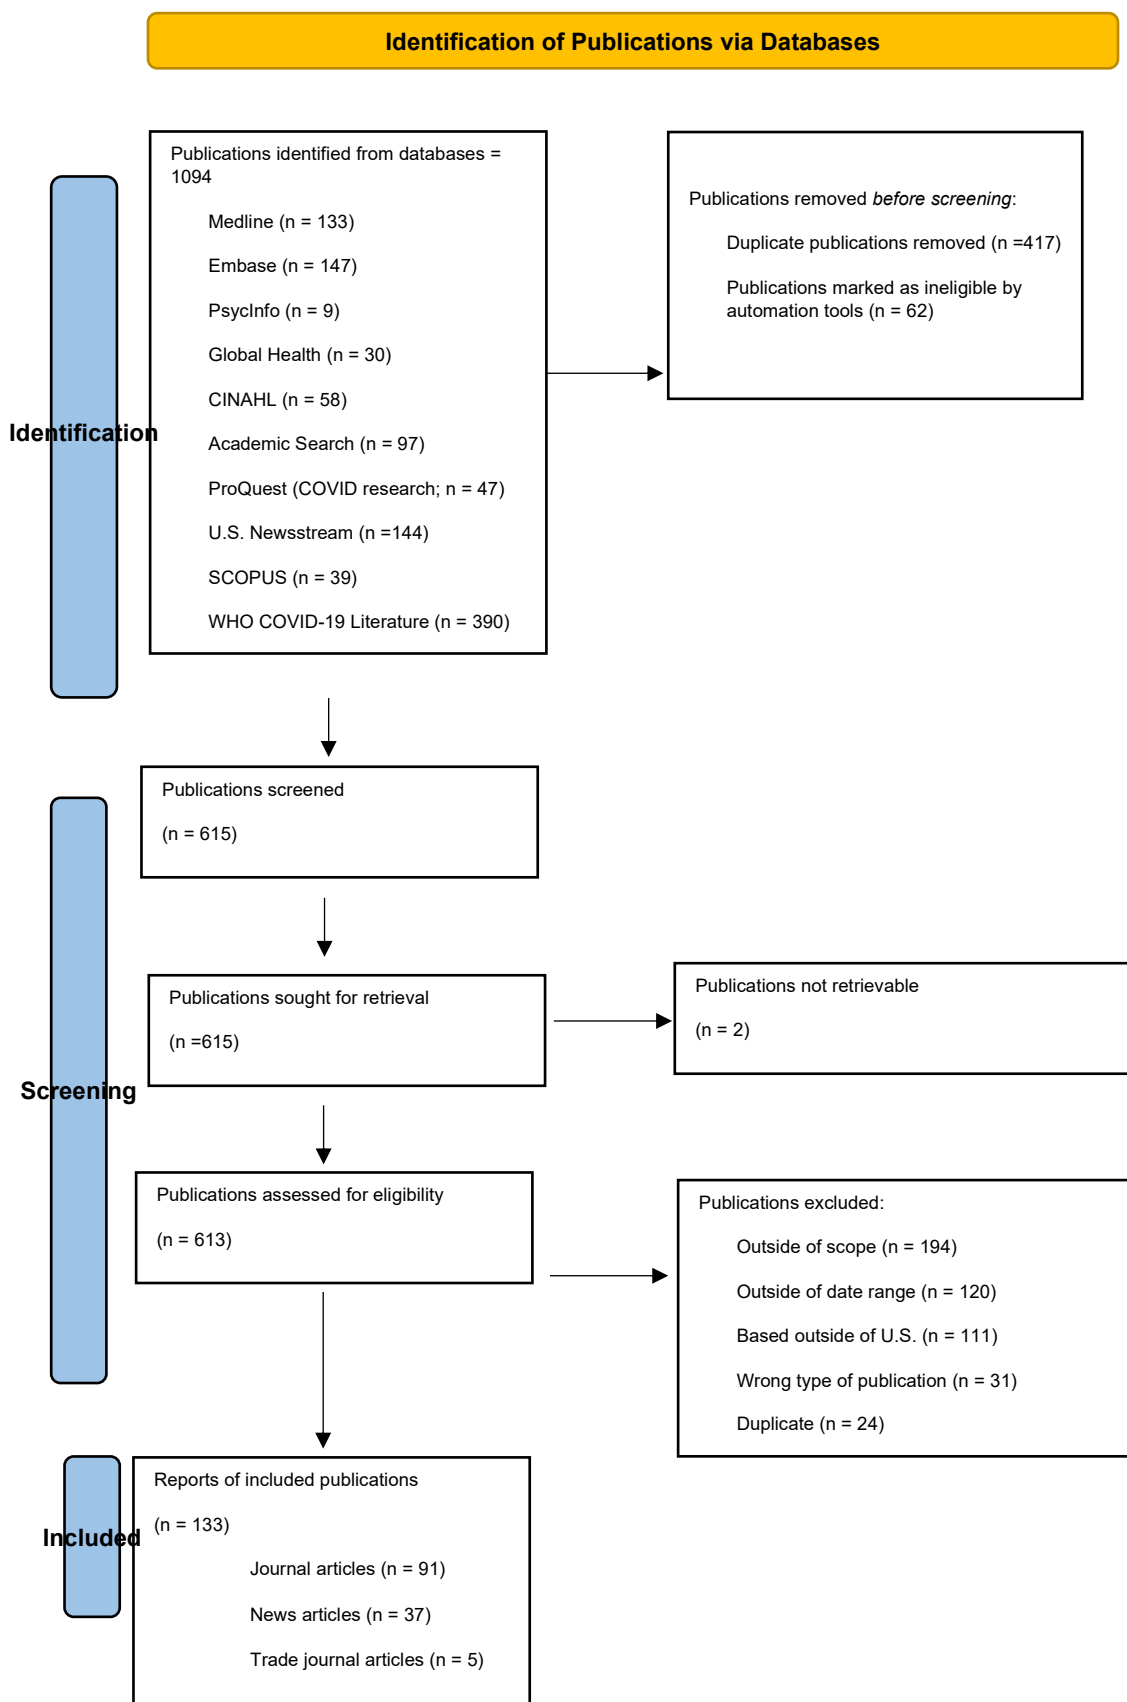 Identification of Publications via Databases
Identification
Publications identified from databases =
1094
Medline (n = 133)
Embase (n = 147)
PsycInfo (n = 9)
Global Health (n = 30)
CINAHL (n = 58)
Academic Search (n = 97)
ProQuest (COVID research; n = 47)
U.S. Newsstream (n =144)
SCOPUS (n = 39)
WHO COVID-19 Literature (n = 390)
Publications removed before screening:
Duplicate publications removed (n =417)
Publications marked as ineligible by
automation tools (n = 62)
Screening
Publications screened
(n = 615)
Publications sought for retrieval
(n =615)
Publications not retrievable
(n = 2)
Publications assessed for eligibility
(n = 613)
Publications excluded:
Outside of scope (n = 194)
Outside of date range (n = 120)
Based outside of U.S. (n = 111)
Wrong type of publication (n = 31)
Duplicate (n = 24)
Included
Reports of included publications
(n = 133)
Journal articles (n = 91)
News articles (n = 37)
Trade journal articles (n = 5)